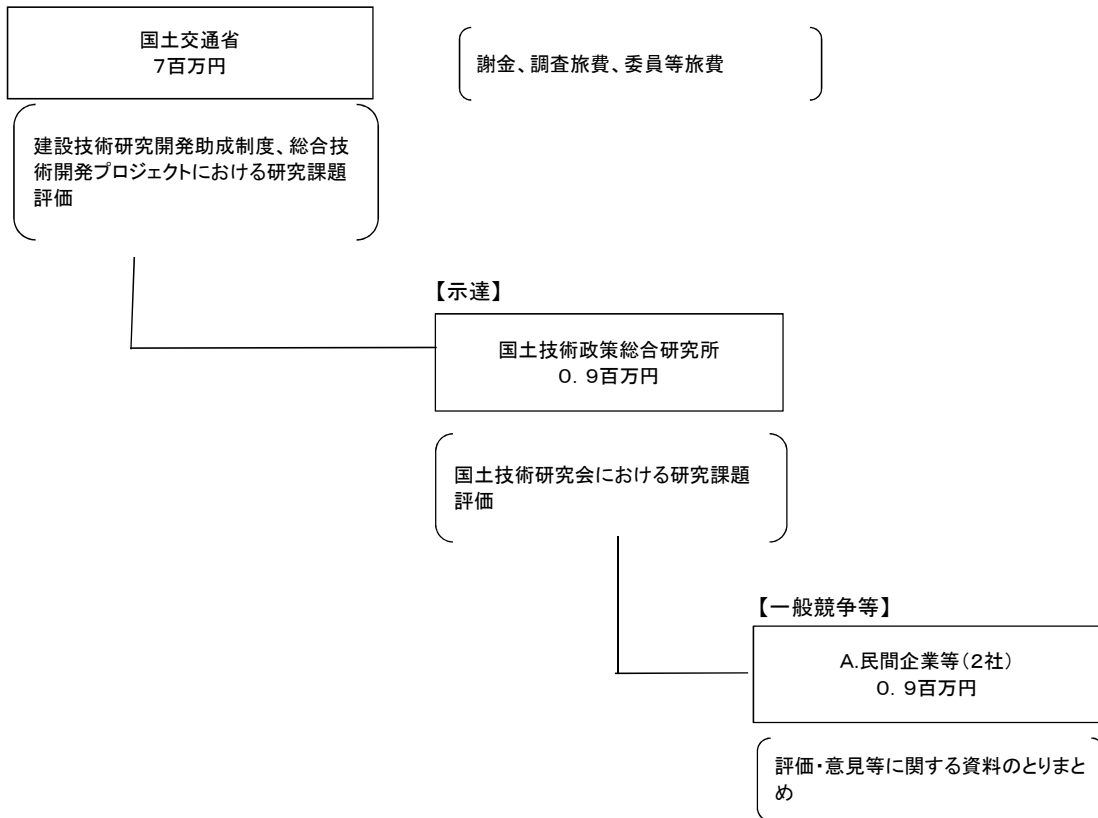 国土交通省
７百万円
謝金、調査旅費、委員等旅費
建設技術研究開発助成制度、総合技
術開発プロジェクトにおける研究課題
評価
【示達】
国土技術政策総合研究所
０．９百万円
国土技術研究会における研究課題
評価
【一般競争等】
A.民間企業等（２社）
０．９百万円
評価・意見等に関する資料のとりまと
め